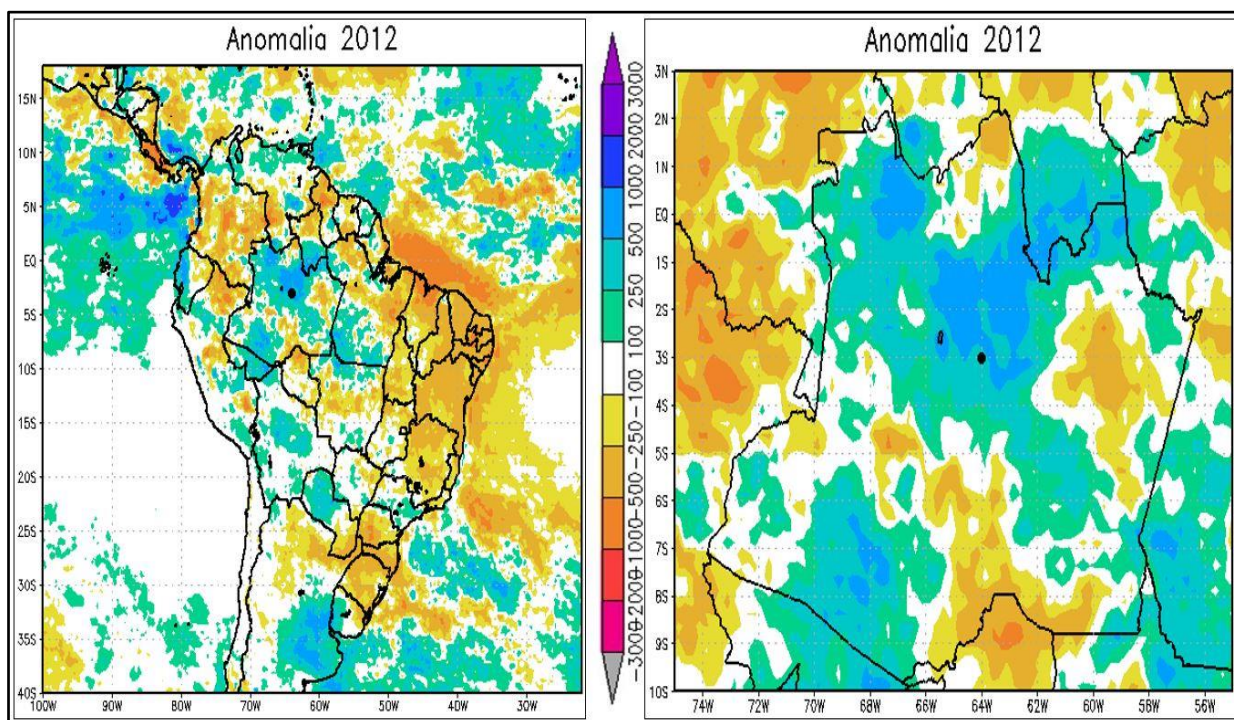 Anomalia 2012
15N
10N
5N
EQ
5S
10S
15S
20S
25S
30S
35S
40S
100W 90W 80W 70W 60W 50W 40W 30W
3000
2000
1000
500
250
100
-100
-250
-500
-1000
-2000
-3000
Anomalia 2012
3N
2N
1N
EQ
1S
2S
3S
4S
5S
6S
7S
8S
9S
10S
74W 72W 70W 68W 66W 64W 62W 60W 58W 56W